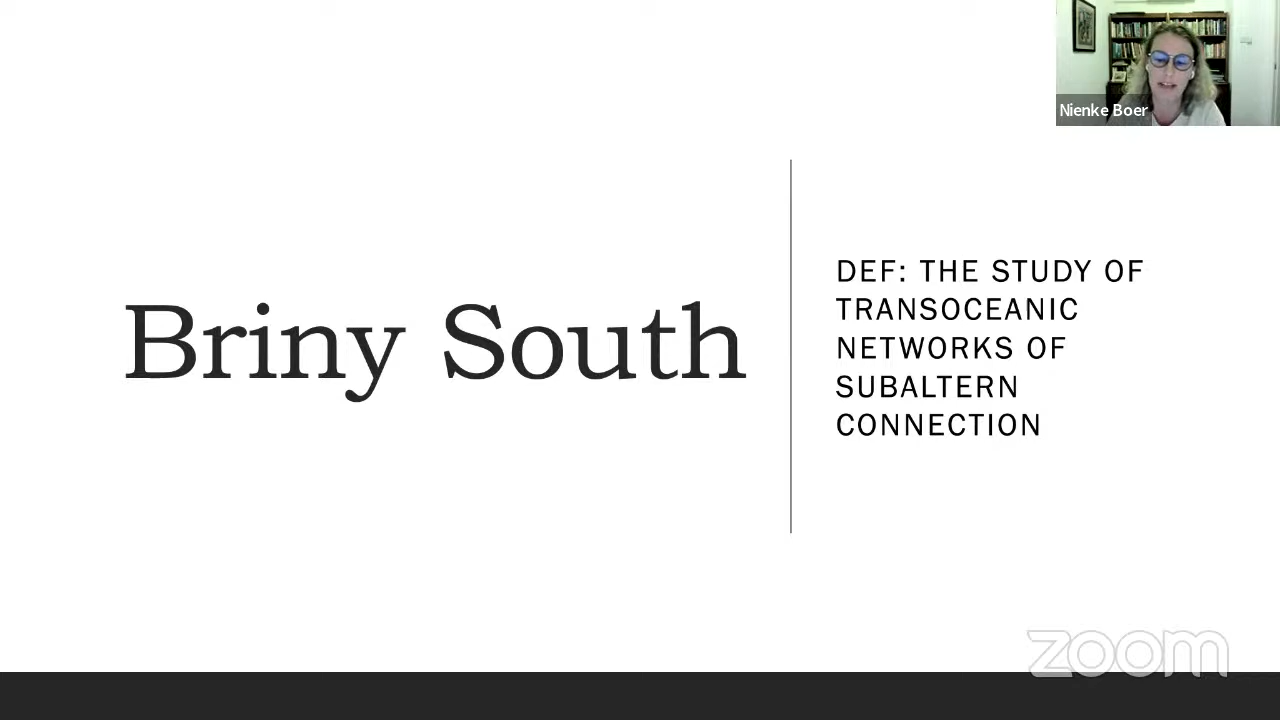 Nienke Boer
Briny South
DEF: THE STUDY OF
TRANSOCEANIC
NETWORKS OF
SUBALTERN
CONNECTION
zoom